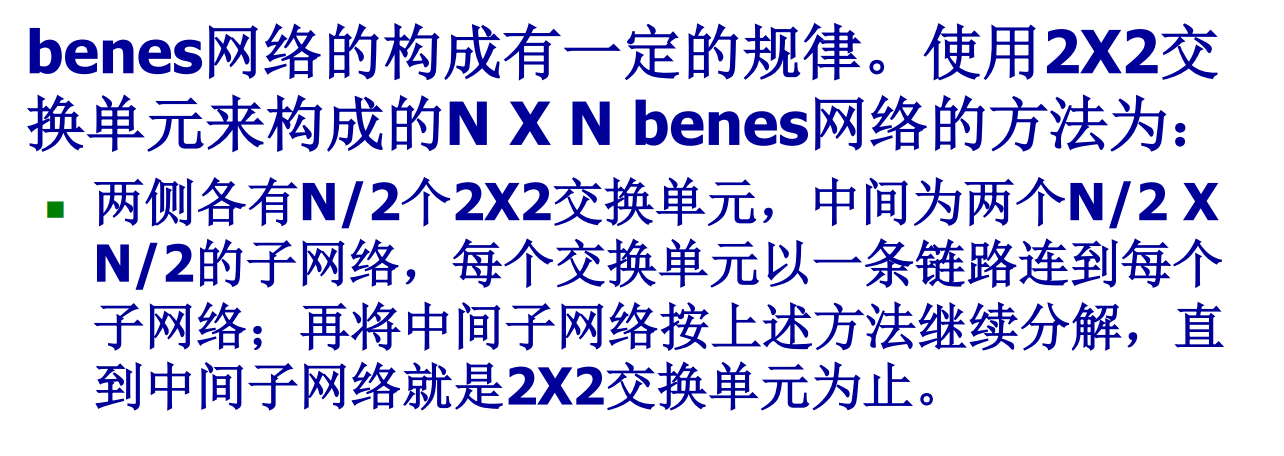 benes网络的构成有一定的规律。使用2X2交
换单元来构成的N X N benes网络的方法为：
▪ 两侧各有N/2个2X2交换单元，中间为两个N/2 X
N/2的子网络，每个交换单元以一条链路连到每个
子网络；再将中间子网络按上述方法继续分解，直
到中间子网络就是2X2交换单元为止。